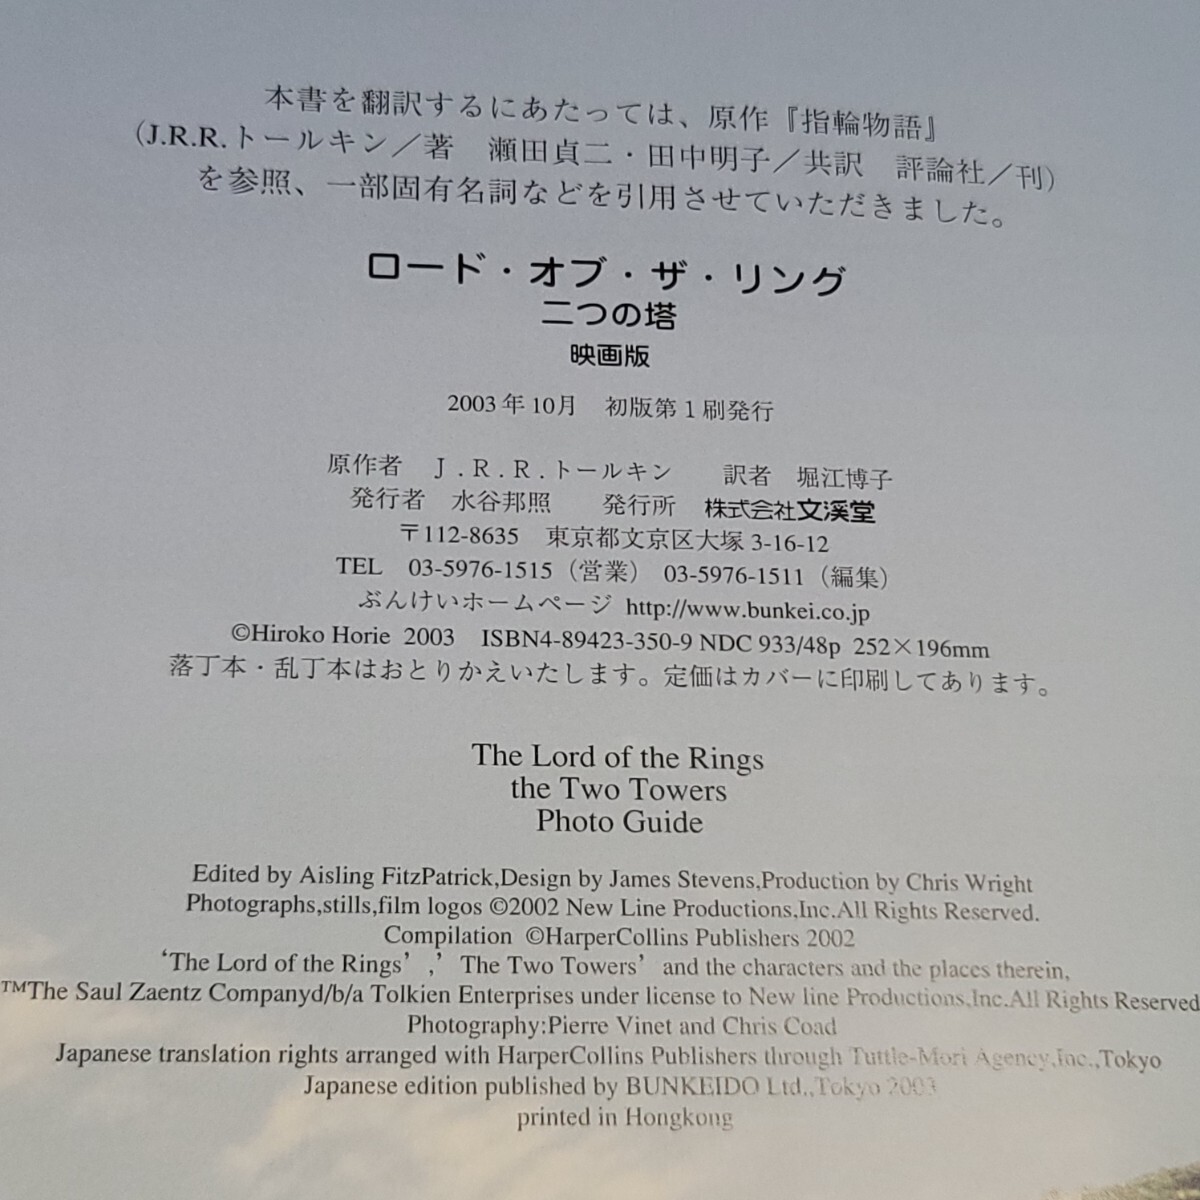 本書を翻訳するにあたっては、原作『指輪物語』
（J.R.R.トールキン／著　瀬田貞二・田中明子／共訳　評論社／刊）
を参照、一部固有名詞などを引用させていただきました。
ロード・オブ・ザ・リング
二つの塔
映画版
2003年10月　初版第1刷発行
原作者　J.R.R.トールキン　　訳者　堀江博子
発行者　水谷邦照　　発行所　株式会社文溪堂
〒112-8635　東京都文京区大塚3-16-12
TEL　03-5976-1515（営業）　03-5976-1511（編集）
ぶんけいホームページ http://www.bunkei.co.jp
©Hiroko Horie 2003　ISBN4-89423-350-9 NDC 933/48p 252×196mm
落丁本・乱丁本はおとりかえいたします。定価はカバーに印刷してあります。
The Lord of the Rings
the Two Towers
Photo Guide
Edited by Aisling FitzPatrick,Design by James Stevens,Production by Chris Wright
Photographs,stills,film logos ©2002 New Line Productions,Inc.All Rights Reserved.
Compilation ©HarperCollins Publishers 2002
‘The Lord of the Rings’ ,’ The Two Towers’ and the characters and the places therein,
™The Saul Zaentz Companyd/b/a Tolkien Enterprises under license to New line Productions,Inc.All Rights Reserved
Photography:Pierre Vinet and Chris Coad
Japanese translation rights arranged with HarperCollins Publishers through Tuttle-Mori Agency,Inc.,Tokyo
Japanese edition published by BUNKEIDO Ltd.,Tokyo 2003
printed in Hongkong